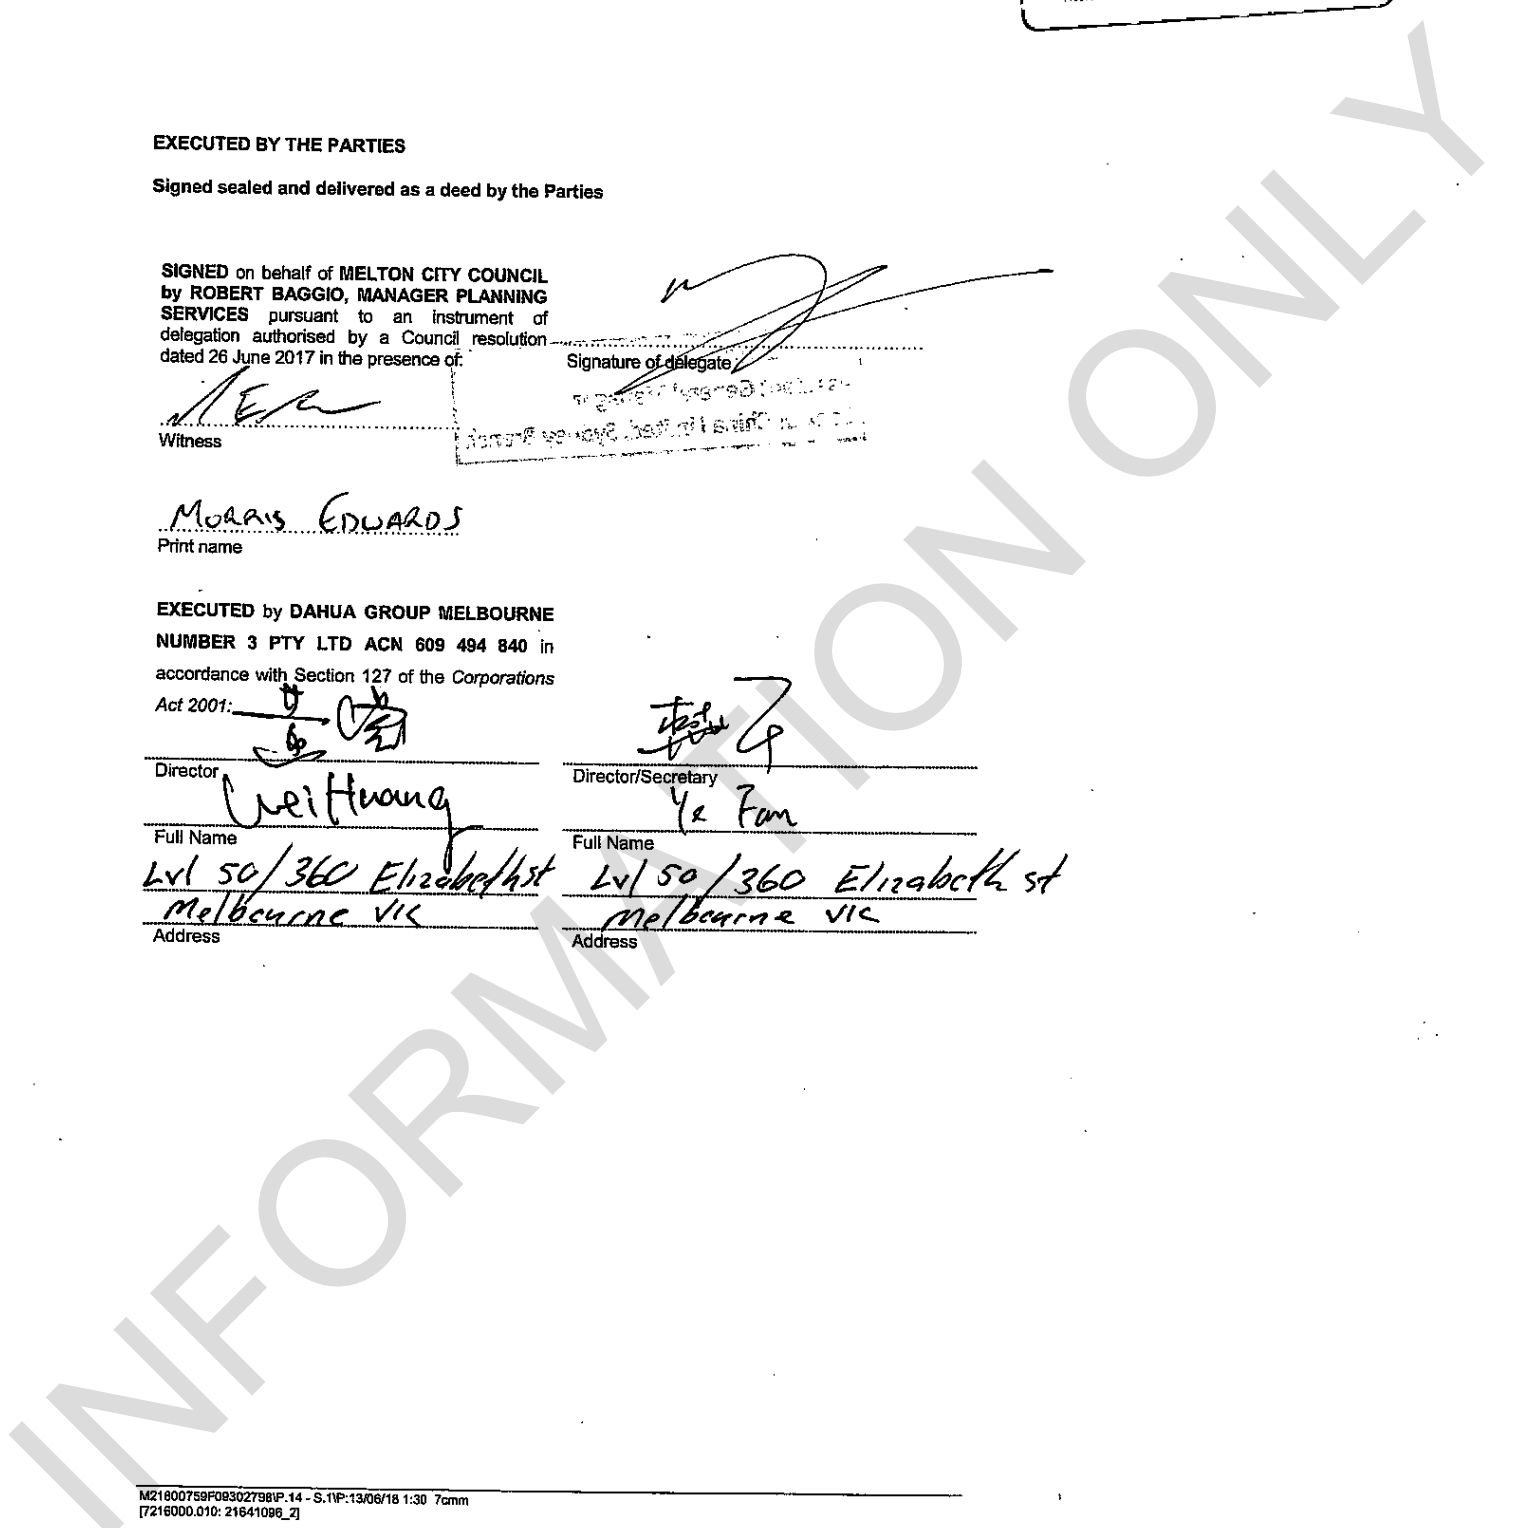 EXECUTED BY THE PARTIES
Signed sealed and delivered as a deed by the Parties
SIGNED on behalf of MELTON CITY COUNCIL
by ROBERT BAGGIO, MANAGER PLANNING
SERVICES pursuant to an instrument of
delegation authorised by a Council resolution
dated 26 June 2017 in the presence of:
Signature of delegate
General Manager
China Limited, Sydney Branch
Witness
MORRIS EDWARDS
Print name
EXECUTED by DAHUA GROUP MELBOURNE
NUMBER 3 PTY LTD ACN 609 494 840 in
accordance with Section 127 of the Corporations
Act 2001:
Director
Director/Secretary
Wei Huang
Ye Fan
Full Name
Full Name
Lvl 50/360 Elizabeth st
Melbourne VIC
Lvl 50/360 Elizabeth st
Melbourne VIC
Address
Address
M21800759F09302798\P.14 - S.1\P:13/06/18 1:30 7cmm
[7216000.010: 21641096_2]
INFORMATION ONLY